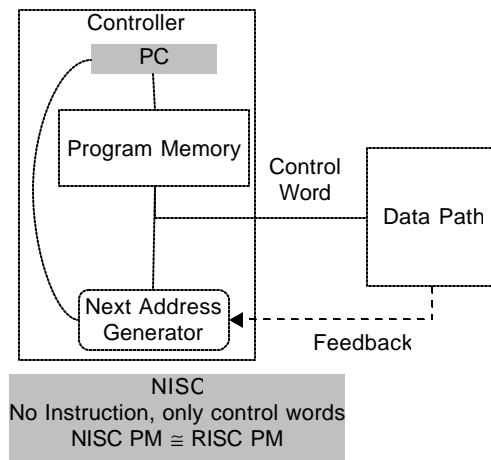 Controller
PC
Program Memory
Control
Word
Data Path
Next Address
Generator
Feedback
NISC
No Instruction, only control words
NISC PM ≅ RISC PM